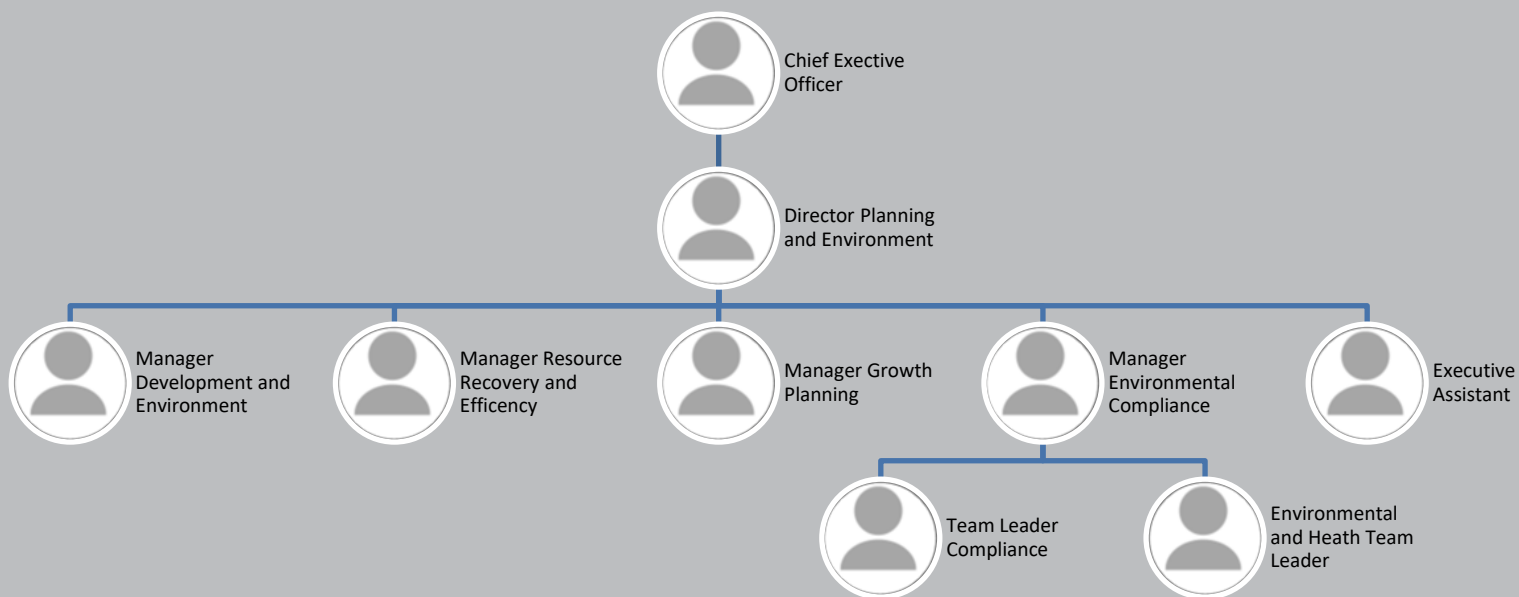 Chief Exective
Officer
Director Planning
and Environment
Manager
Development and
Environment
Manager Resource
Recovery and
Efficency
Manager Growth
Planning
Manager
Environmental
Compliance
Executive
Assistant
Team Leader
Compliance
Environmental
and Heath Team
Leader